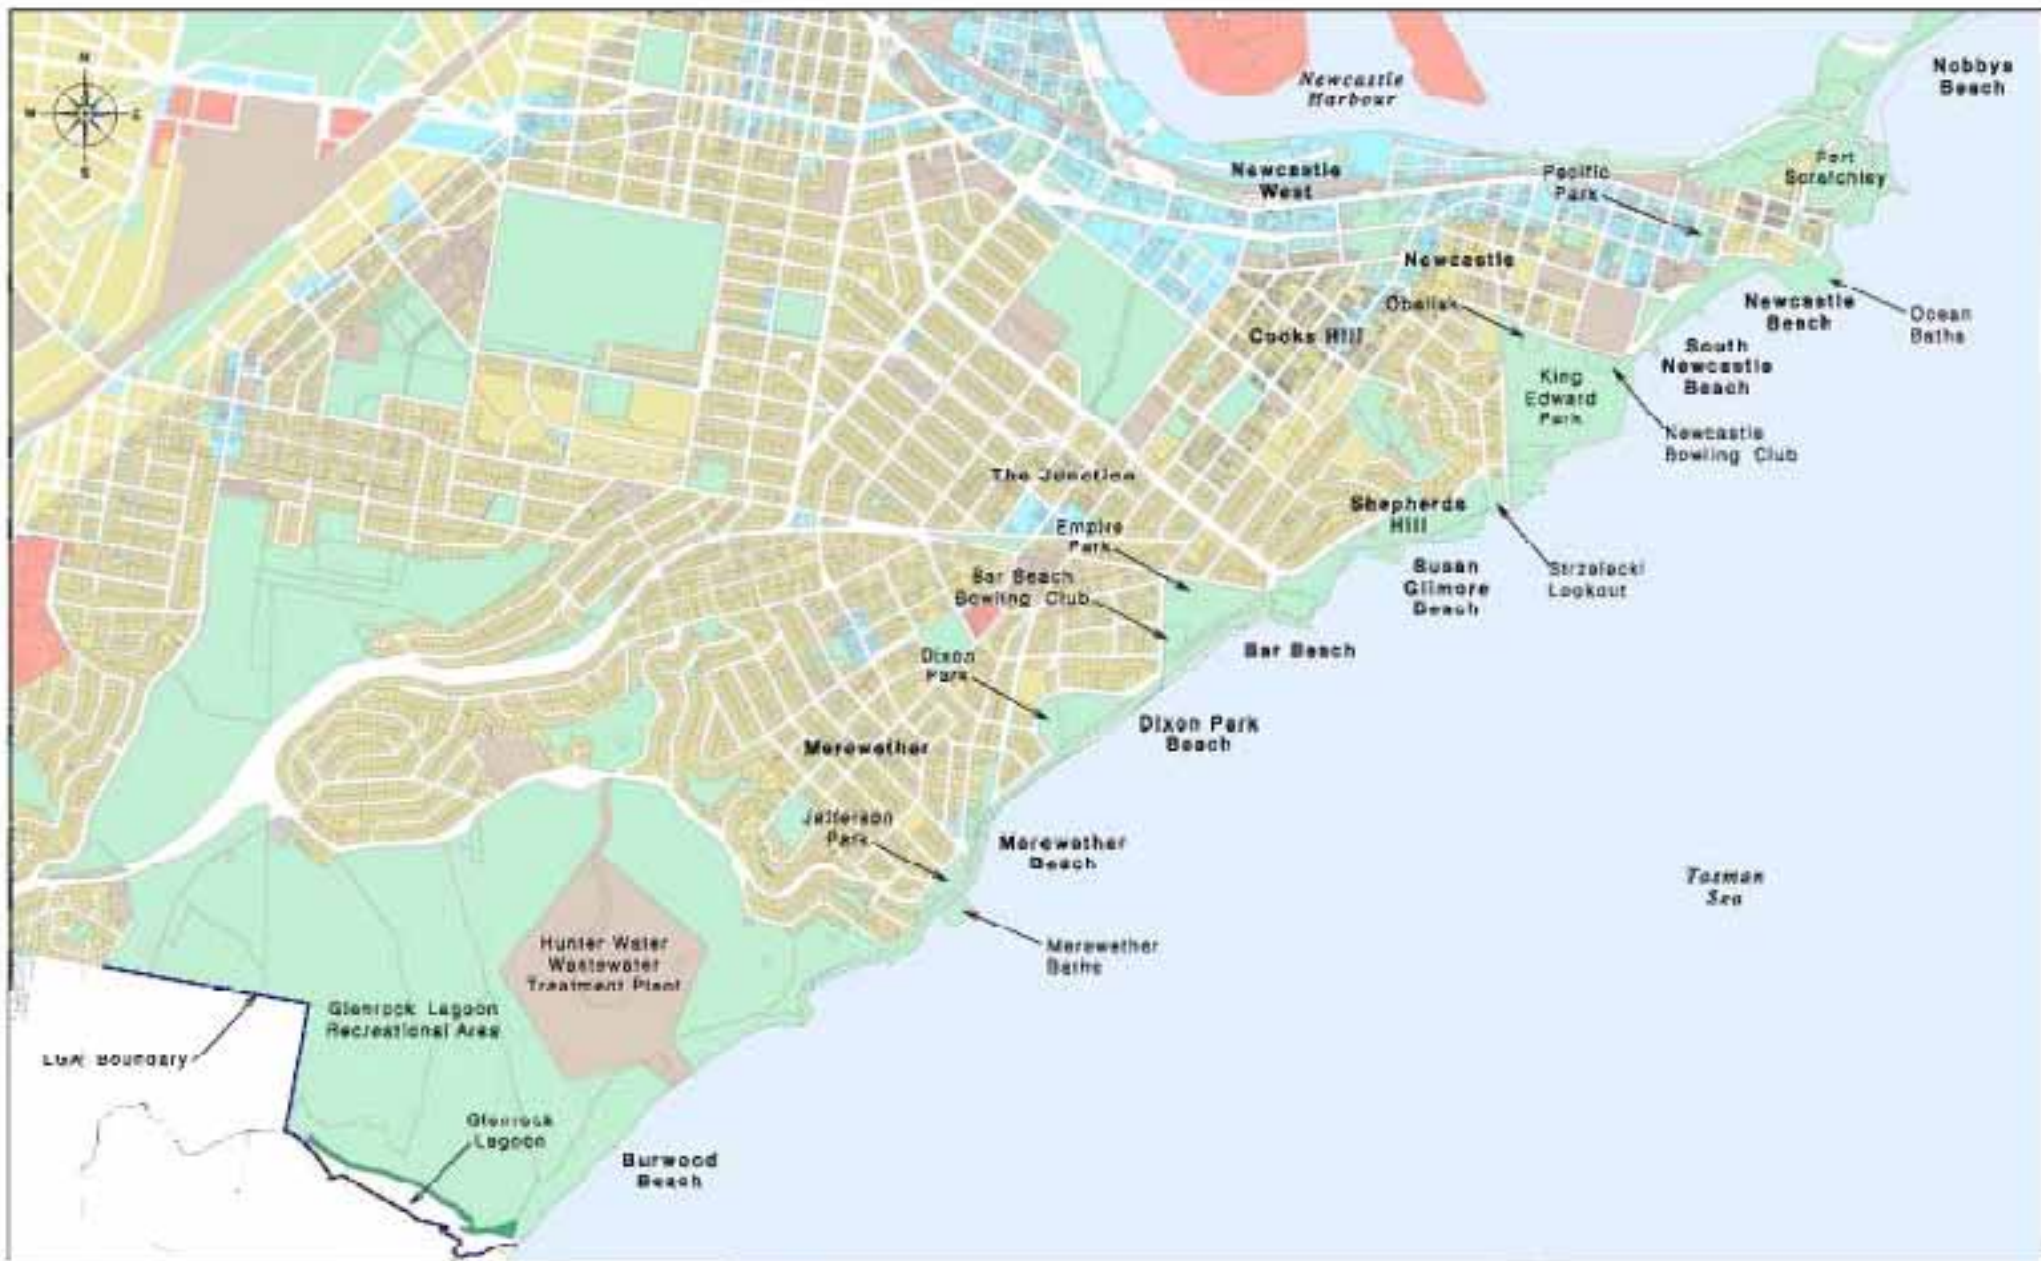 N
S
Newcastle
Harbour
Nobbys
Beach
Newcastle
West
Pacific
Park
Fort
Scratchley
Newcastle
Obelisk
Cooks Hill
Newcastle
Beach
Ocean
Baths
South
Newcastle
Beach
King
Edward
Park
Newcastle
Bowling Club
The Junction
Shepherds
Hill
Empire
Park
Bar Beach
Bowling Club
Susan
Gilmore
Beach
Strzelecki
Lookout
Bar Beach
Dixon
Park
Dixon Park
Beach
Merewether
Jefferson
Park
Merewether
Beach
Tasman
Sea
Merewether
Baths
Hunter Water
Wastewater
Treatment Plant
Glenrock Lagoon
Recreational Area
LGA Boundary
Glenrock
Lagoon
Burwood
Beach